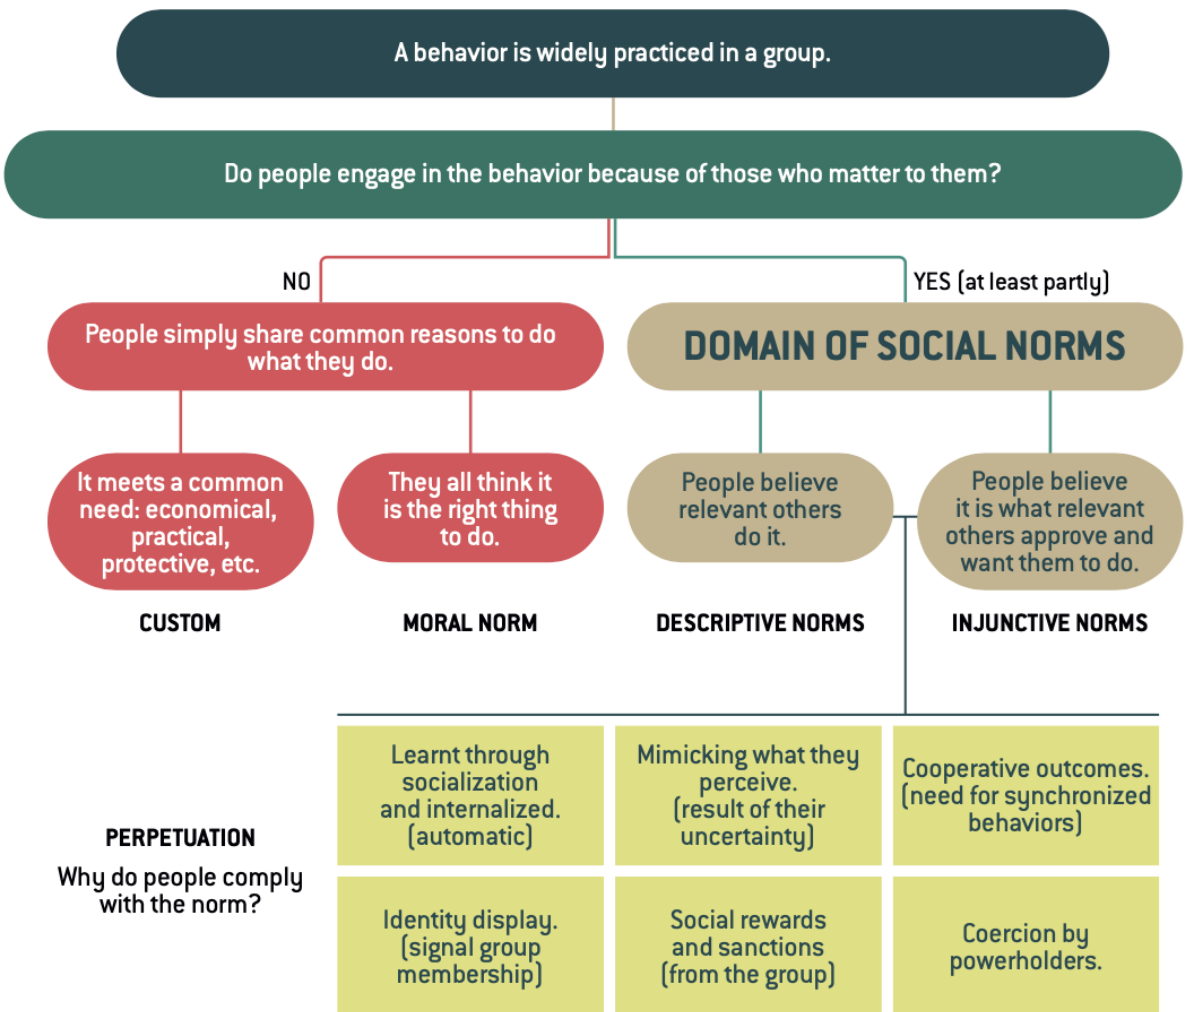 A behavior is widely practiced in a group.
Do people engage in the behavior because of those who matter to them?
NO
YES (at least partly)
People simply share common reasons to do
what they do.
DOMAIN OF SOCIAL NORMS
It meets a common
need: economical,
practical,
protective, etc.
They all think it
is the right thing
to do.
People believe
relevant others
do it.
People believe
it is what relevant
others approve and
want them to do.
CUSTOM
MORAL NORM
DESCRIPTIVE NORMS
INJUNCTIVE NORMS
PERPETUATION
Why do people comply
with the norm?
Learnt through
socialization
and internalized.
(automatic)
Mimicking what they
perceive.
(result of their
uncertainty)
Cooperative outcomes.
(need for synchronized
behaviors)
Identity display.
(signal group
membership)
Social rewards
and sanctions
(from the group)
Coercion by
powerholders.